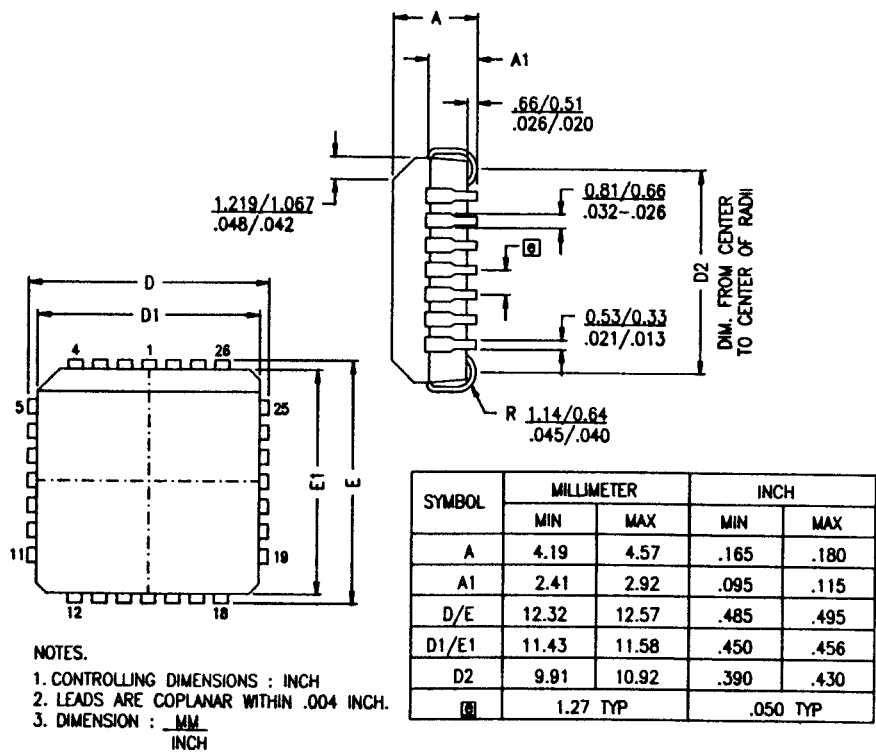 A
A1
.66/0.51
.026/.020
1.219/1.067
.048/.042
0.81/0.66
.032-.026
e
D2
DIM. FROM CENTER
TO CENTER OF RADII
0.53/0.33
.021/.013
R 1.14/0.64
.045/.040
D
D1
4 1 26
5 25
E1
E
11 19
12 18
SYMBOL MILLIMETER INCH
MIN MAX MIN MAX
A 4.19 4.57 .165 .180
A1 2.41 2.92 .095 .115
D/E 12.32 12.57 .485 .495
D1/E1 11.43 11.58 .450 .456
D2 9.91 10.92 .390 .430
e 1.27 TYP .050 TYP
NOTES.
1. CONTROLLING DIMENSIONS : INCH
2. LEADS ARE COPLANAR WITHIN .004 INCH.
3. DIMENSION : MM
INCH